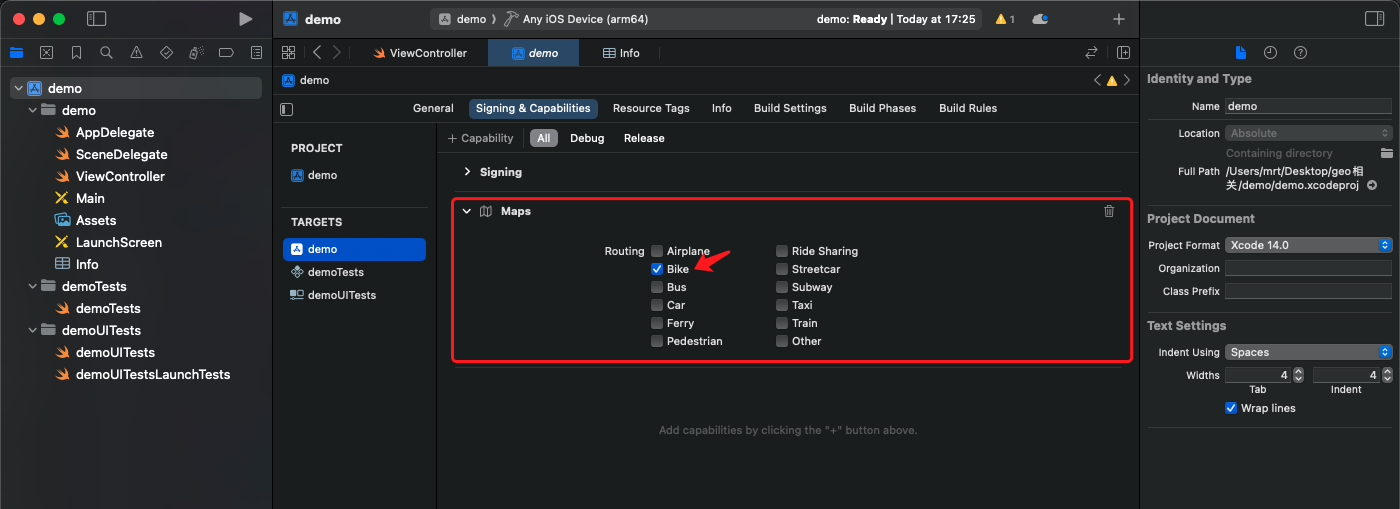 demo
demo 〉 Any iOS Device (arm64)
demo: Ready | Today at 17:25
1
ViewController
demo
Info
demo
General
Signing & Capabilities
Resource Tags
Info
Build Settings
Build Phases
Build Rules
demo
demo
AppDelegate
SceneDelegate
ViewController
Main
Assets
LaunchScreen
Info
demoTests
demoTests
demoUITests
demoUITests
demoUITestsLaunchTests
PROJECT
demo
TARGETS
demo
demoTests
demoUITests
+ Capability
All
Debug
Release
Signing
Maps
Routing
Airplane
Bike
Bus
Car
Ferry
Pedestrian
Ride Sharing
Streetcar
Subway
Taxi
Train
Other
Add capabilities by clicking the "+" button above.
Identity and Type
Name demo
Location Absolute
Containing directory
Full Path /Users/mrt/Desktop/geo相
关/demo/demo.xcodeproj
Project Document
Project Format Xcode 14.0
Organization
Class Prefix
Text Settings
Indent Using Spaces
Widths 4 4
Tab Indent
Wrap lines